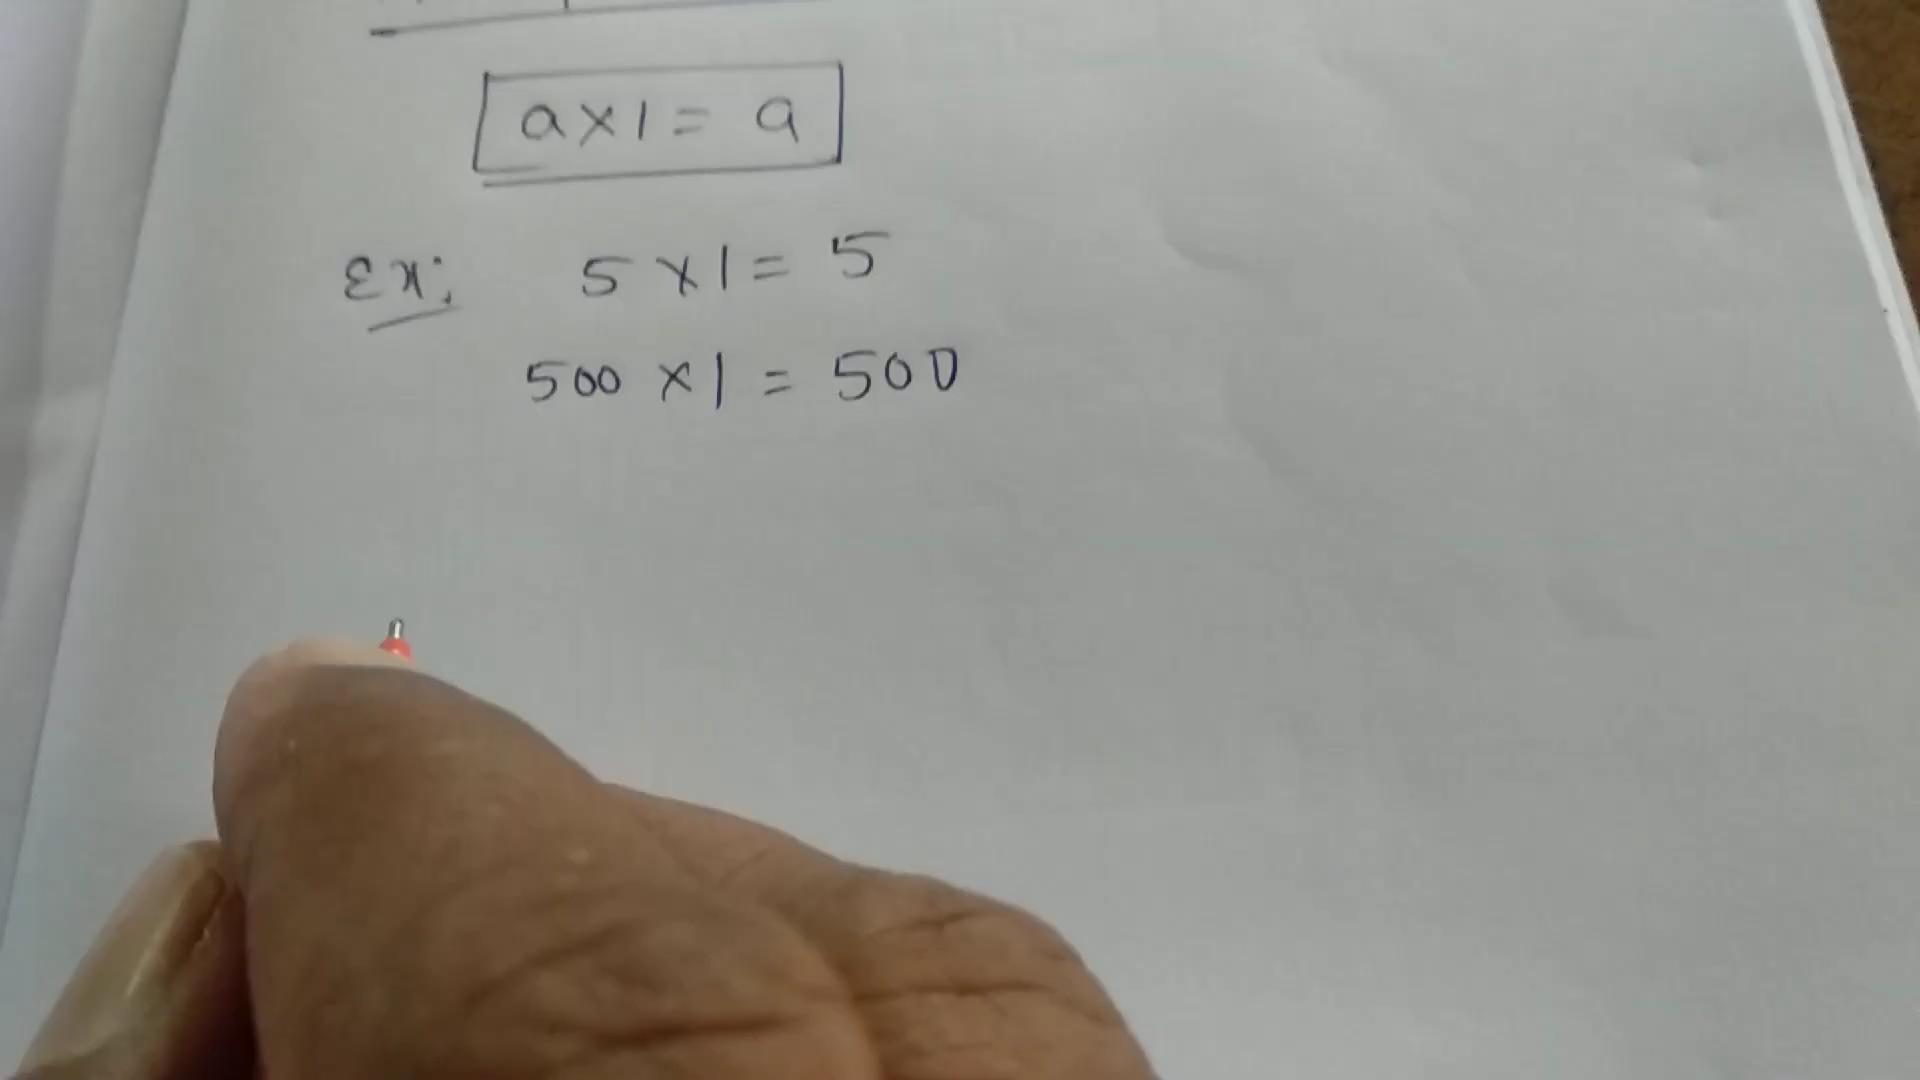 a×1 = a
Ex: 5 ×1 = 5
500 ×1 = 500